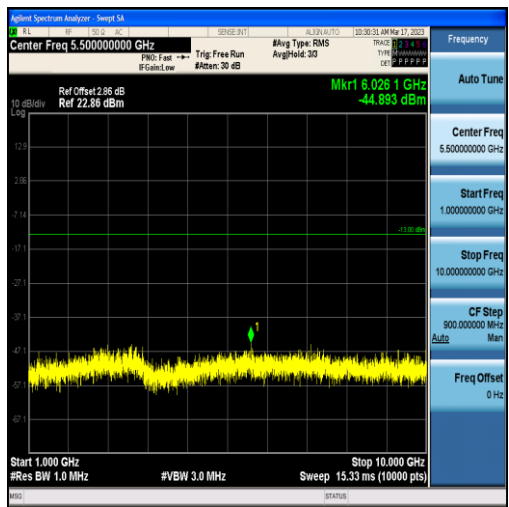 Agilent Spectrum Analyzer - Swept SA
RL RF 50 Ω AC SENSE:INT ALIGNAUTO 10:30:31 AM Mar 17, 2023
Center Freq 5.500000000 GHz
PNO: Fast
IFGain:Low
Trig: Free Run
#Atten: 30 dB
#Avg Type: RMS
Avg|Hold: 3/3
TRACE 1 2 3 4 5 6
TYPE
DET P P P P P P
Frequency
Mkr1 6.026 1 GHz
-44.893 dBm
Ref Offset 2.86 dB
10 dB/div Ref 22.86 dBm
Log
12.9
2.86
-7.14
-13.00 dBm
-17.1
-27.1
-37.1
1
-47.1
-57.1
-67.1
Start 1.000 GHz Stop 10.000 GHz
#Res BW 1.0 MHz #VBW 3.0 MHz Sweep 15.33 ms (10000 pts)
MSG STATUS
Auto Tune
Center Freq
5.500000000 GHz
Start Freq
1.000000000 GHz
Stop Freq
10.000000000 GHz
CF Step
900.000000 MHz
Auto Man
Freq Offset
0 Hz